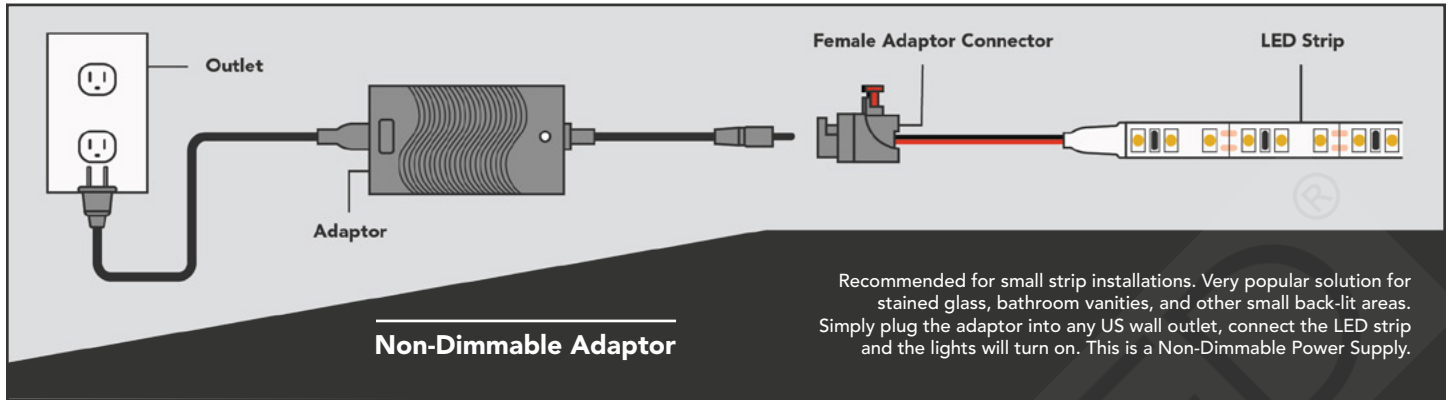 Outlet
Female Adaptor Connector
LED Strip
Adaptor
®
Non-Dimmable Adaptor
Recommended for small strip installations. Very popular solution for
stained glass, bathroom vanities, and other small back-lit areas.
Simply plug the adaptor into any US wall outlet, connect the LED strip
and the lights will turn on. This is a Non-Dimmable Power Supply.